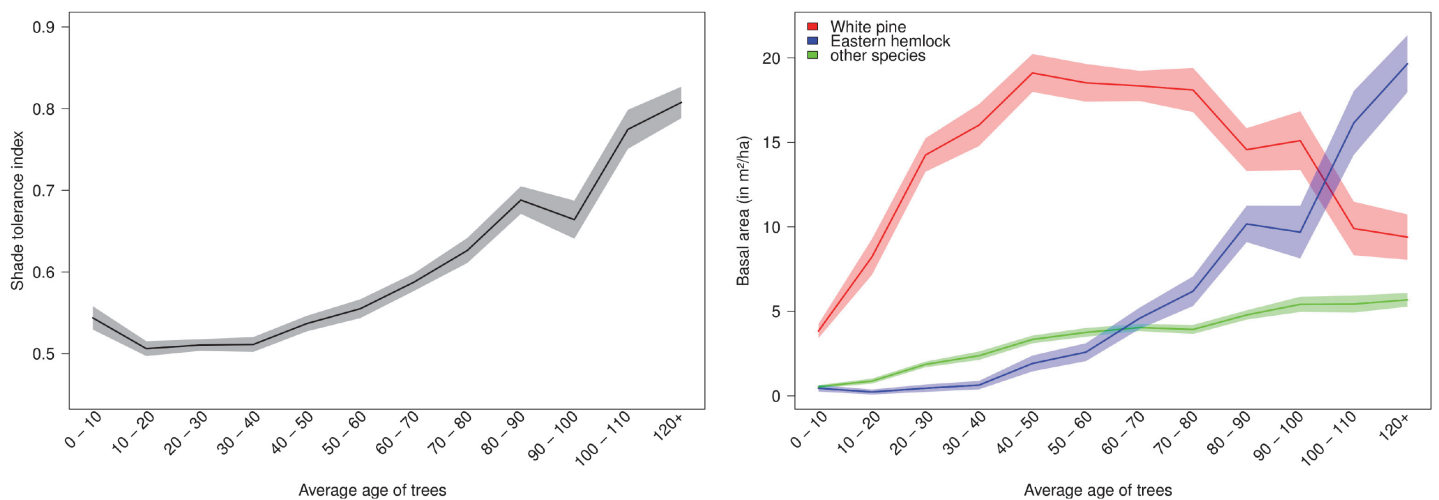 0.9
0.8
0.7
0.6
0.5
Shade tolerance index
0 – 10
10 – 20
20 – 30
30 – 40
40 – 50
50 – 60
60 – 70
70 – 80
80 – 90
90 – 100
100 – 110
120+
Average age of trees
White pine
Eastern hemlock
other species
20
15
10
5
0
Basal area (in m²/ha)
0 – 10
10 – 20
20 – 30
30 – 40
40 – 50
50 – 60
60 – 70
70 – 80
80 – 90
90 – 100
100 – 110
120+
Average age of trees